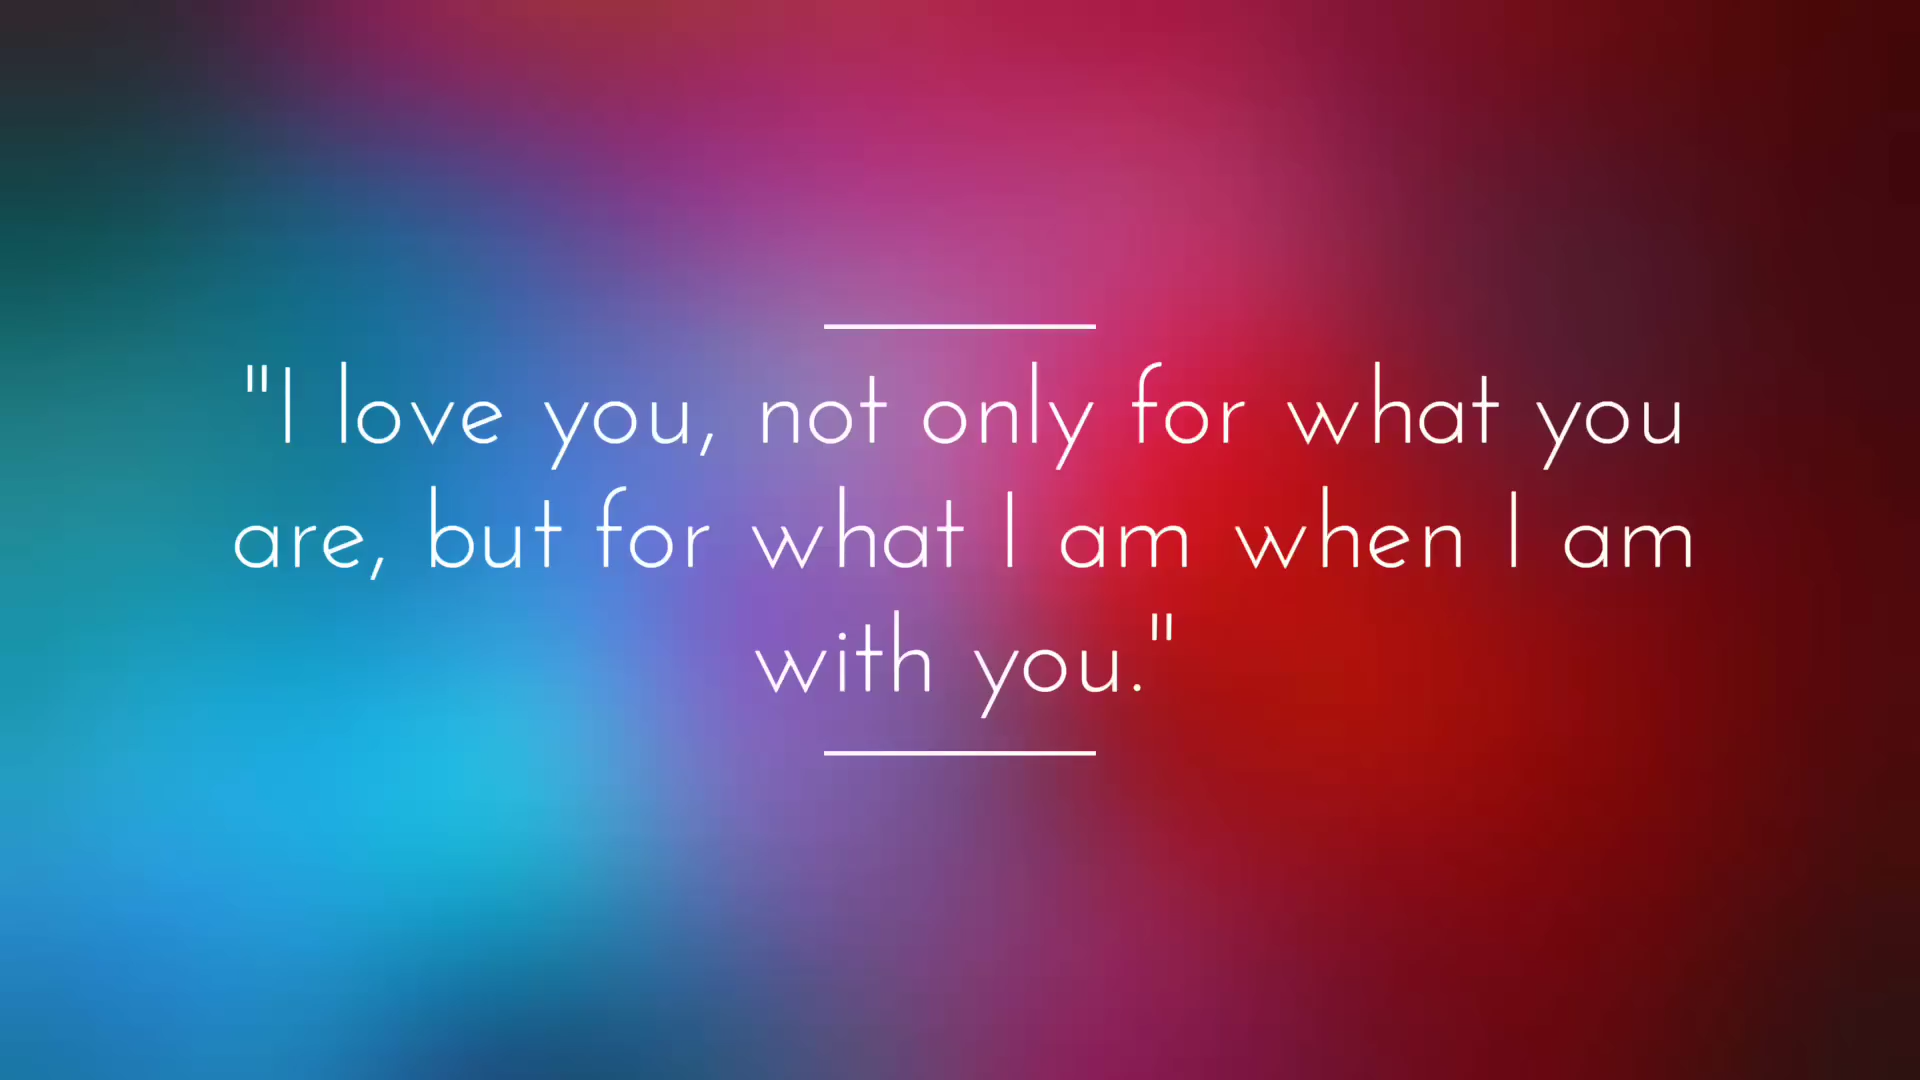 "I love you, not only for what you
are, but for what I am when I am
with you."